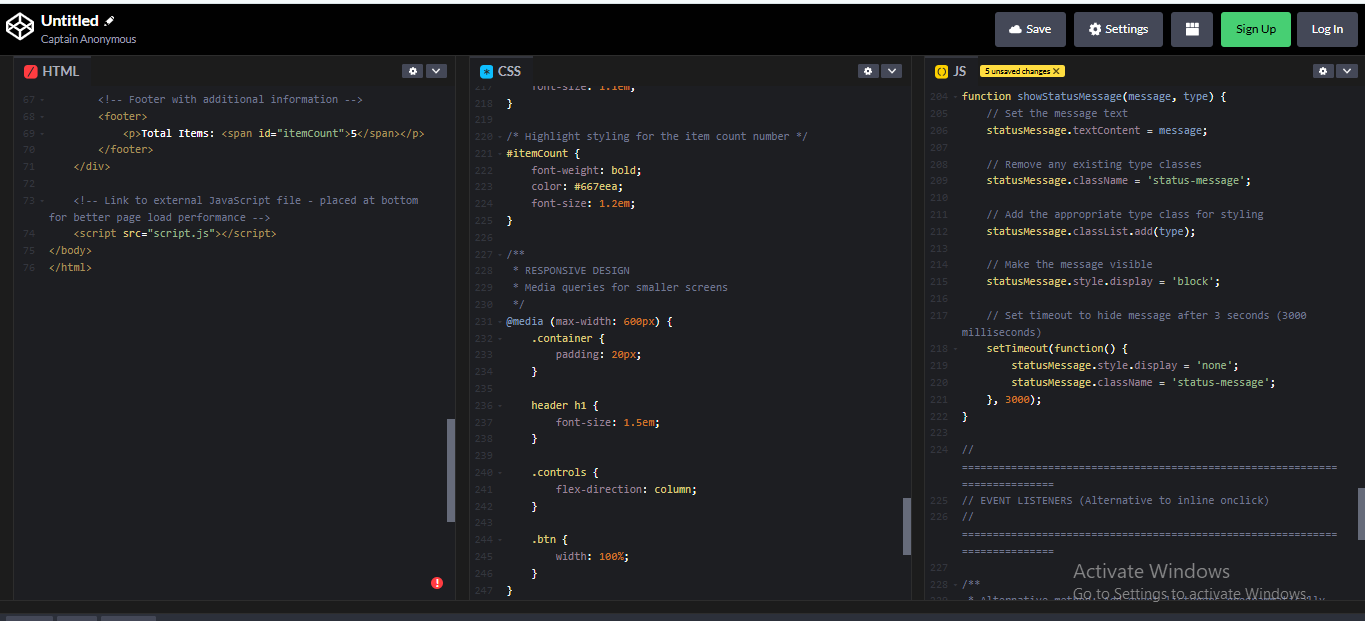 Untitled
Captain Anonymous
Save
Settings
Sign Up
Log In
HTML
67 <!-- Footer with additional information -->
68 <footer>
69 <p>Total Items: <span id="itemCount">5</span></p>
70 </footer>
71 </div>
72
73 <!-- Link to external JavaScript file - placed at bottom
for better page load performance -->
74 <script src="script.js"></script>
75 </body>
76 </html>
CSS
217 font-size: 1.1em;
218 }
219
220 /* Highlight styling for the item count number */
221 #itemCount {
222 font-weight: bold;
223 color: #667eea;
224 font-size: 1.2em;
225 }
226
227 /**
228 * RESPONSIVE DESIGN
229 * Media queries for smaller screens
230 */
231 @media (max-width: 600px) {
232 .container {
233 padding: 20px;
234 }
235
236 header h1 {
237 font-size: 1.5em;
238 }
239
240 .controls {
241 flex-direction: column;
242 }
243
244 .btn {
245 width: 100%;
246 }
247 }
JS
5 unsaved changes X
204 function showStatusMessage(message, type) {
205 // Set the message text
206 statusMessage.textContent = message;
207
208 // Remove any existing type classes
209 statusMessage.className = 'status-message';
210
211 // Add the appropriate type class for styling
212 statusMessage.classList.add(type);
213
214 // Make the message visible
215 statusMessage.style.display = 'block';
216
217 // Set timeout to hide message after 3 seconds (3000
milliseconds)
218 setTimeout(function() {
219 statusMessage.style.display = 'none';
220 statusMessage.className = 'status-message';
221 }, 3000);
222 }
223
224 //
=============================================================
===============
225 // EVENT LISTENERS (Alternative to inline onclick)
226 //
=============================================================
===============
227
228 /**
229 * Alternative
Activate Windows
Go to Settings to activate Windows.